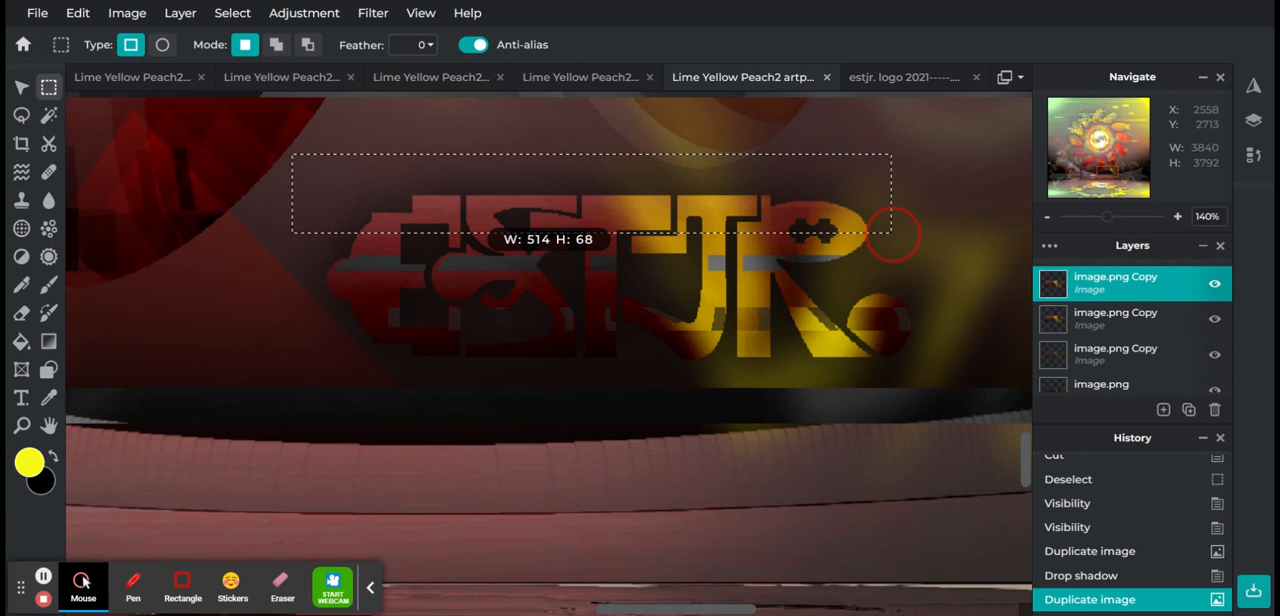 File Edit Image Layer Select Adjustment Filter View Help
Type: Mode: Feather: 0 Anti-alias
Lime Yellow Peach2... Lime Yellow Peach2... Lime Yellow Peach2... Lime Yellow Peach2... Lime Yellow Peach2 artp... estjr. logo 2021-----....
Navigate
X: 2558
Y: 2713
W: 3840
H: 3792
- + 140%
ESTJR.
W: 514 H: 68
Layers
image.png Copy
Image
image.png Copy
Image
image.png Copy
Image
image.png
History
Cut
Deselect
Visibility
Visibility
Duplicate image
Drop shadow
Duplicate image
Mouse Pen Rectangle Stickers Eraser START
WEBCAM